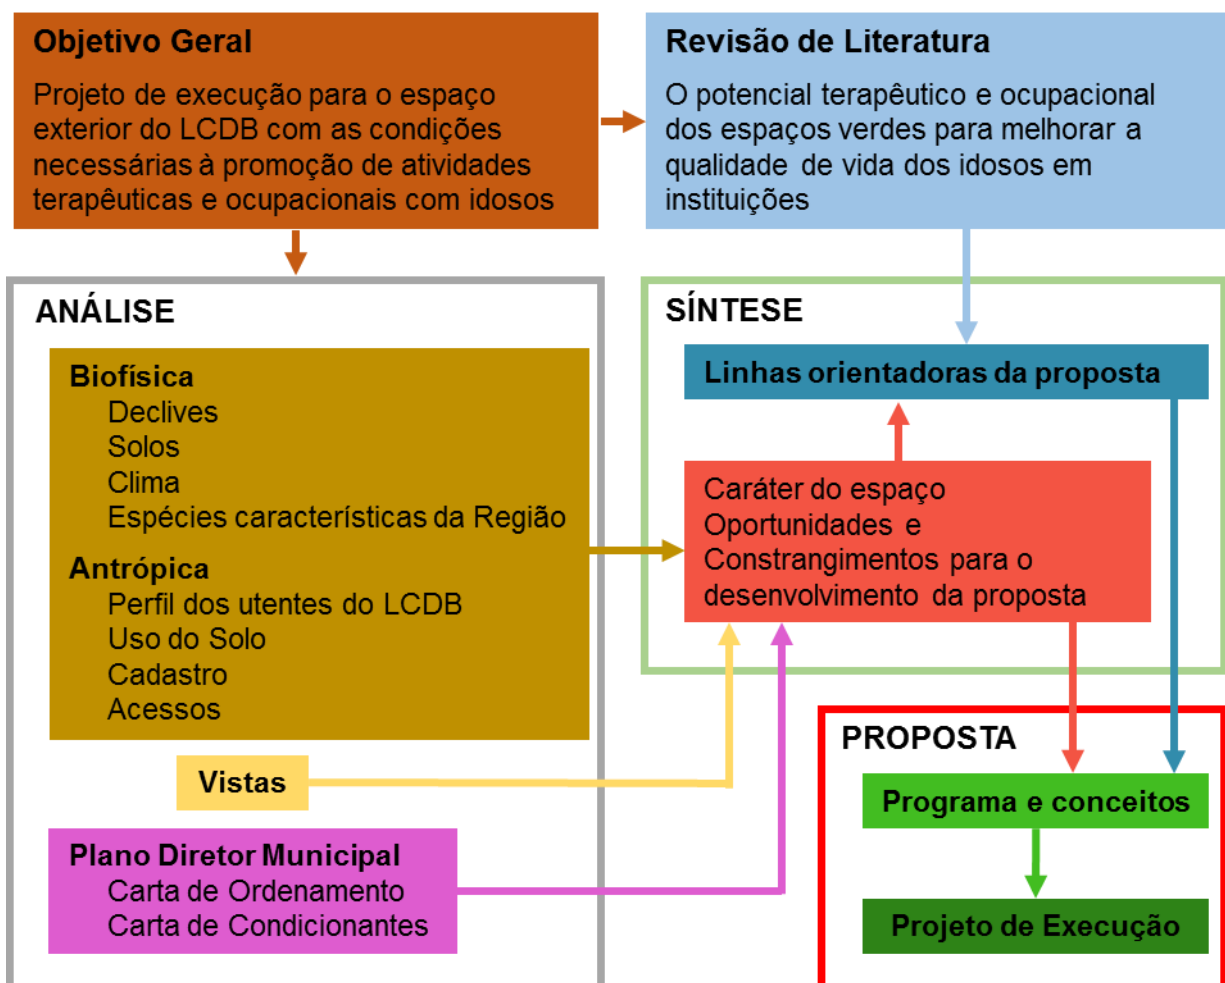 Objetivo Geral
Projeto de execução para o espaço
exterior do LCDB com as condições
necessárias à promoção de atividades
terapêuticas e ocupacionais com idosos
Revisão de Literatura
O potencial terapêutico e ocupacional
dos espaços verdes para melhorar a
qualidade de vida dos idosos em
instituições
ANÁLISE
Biofísica
Declives
Solos
Clima
Espécies características da Região
Antrópica
Perfil dos utentes do LCDB
Uso do Solo
Cadastro
Acessos
Vistas
Plano Diretor Municipal
Carta de Ordenamento
Carta de Condicionantes
SÍNTESE
Linhas orientadoras da proposta
Caráter do espaço
Oportunidades e
Constrangimentos para o
desenvolvimento da proposta
PROPOSTA
Programa e conceitos
Projeto de Execução